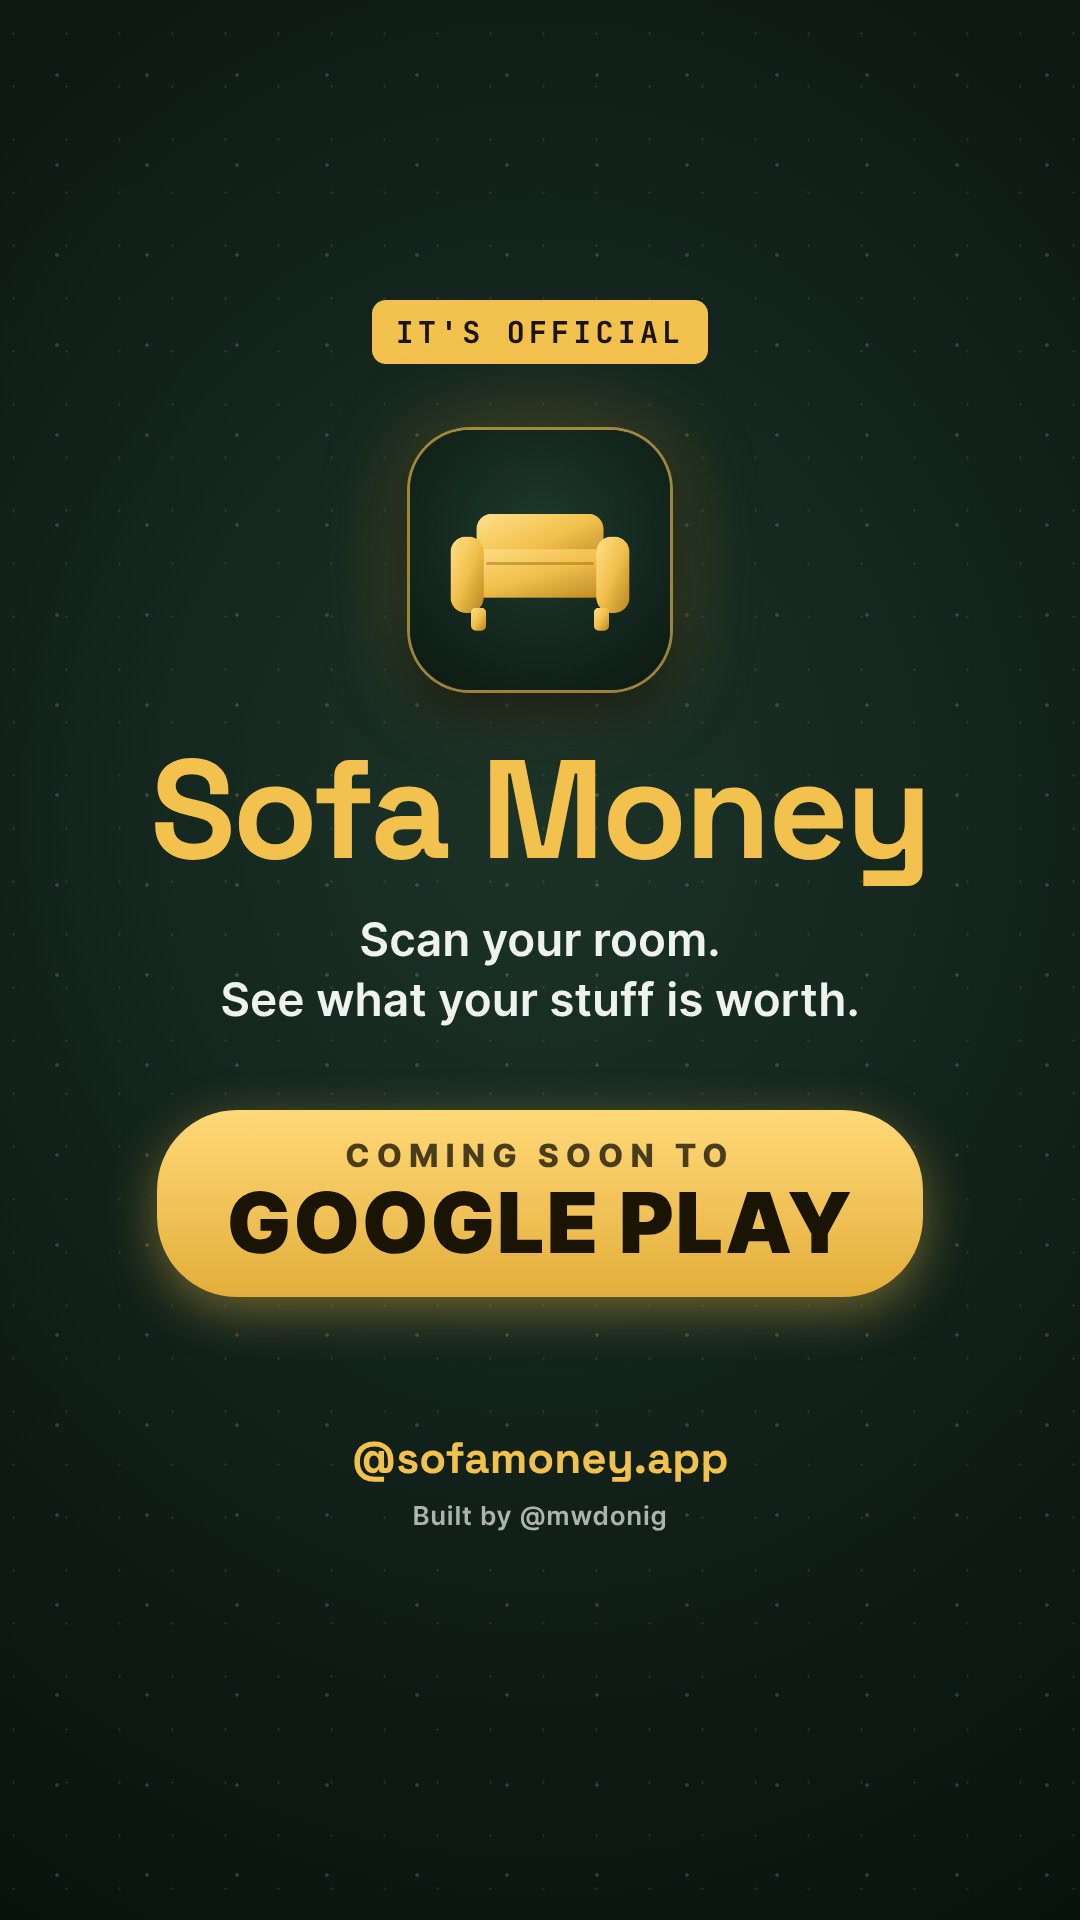 IT'S OFFICIAL
Sofa Money
Scan your room.
See what your stuff is worth.
COMING SOON TO
GOOGLE PLAY
@sofamoney.app
Built by @mwdonig